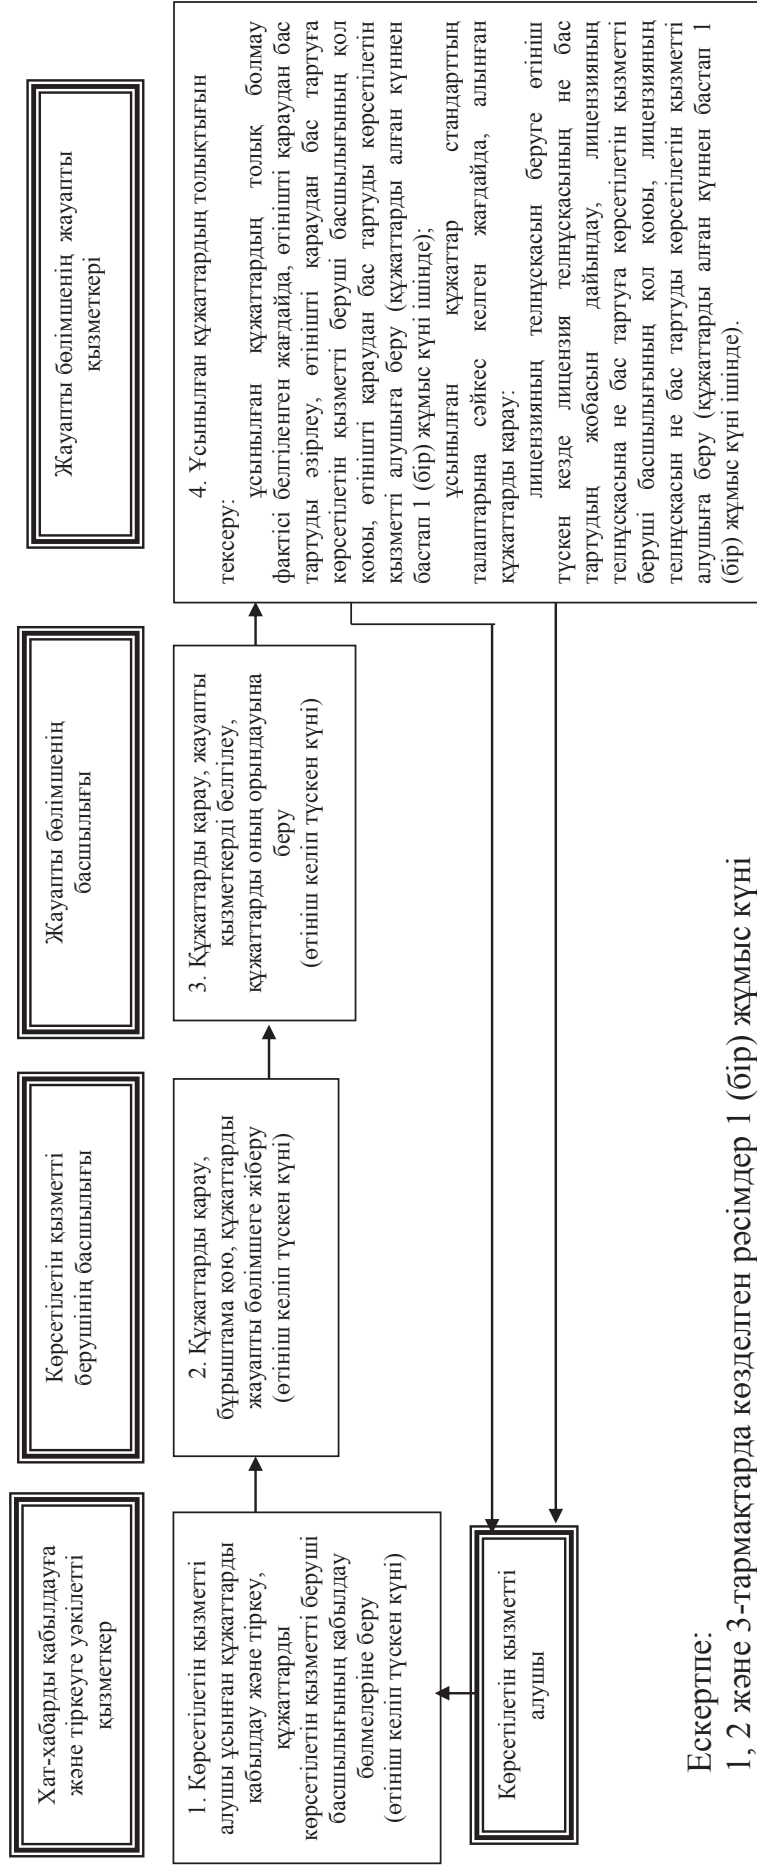 Хат-хабарды қабылдауға
және тіркеуге уәкілетті
қызметкер
Көрсетілетін қызметті
берушінің басшылығы
Жауапты бөлімшенің
басшылығы
Жауапты бөлімшенің жауапты
қызметкері
1. Көрсетілетін қызметті
алушы ұсынған құжаттарды
қабылдау және тіркеу,
құжаттарды
көрсетілетін қызметті беруші
басшылығының қабылдау
бөлмелеріне беру
(өтініш келіп түскен күні)
2. Құжаттарды қарау,
бұрыштама қою, құжаттарды
жауапты бөлімшеге жіберу
(өтініш келіп түскен күні)
3. Құжаттарды қарау, жауапты
қызметкерді белгілеу,
құжаттарды оның орындауына
беру
(өтініш келіп түскен күні)
4. Ұсынылған құжаттардың толықтығын
тексеру:
ұсынылған құжаттардың толық болмау
фактісі белгіленген жағдайда, өтінішті қараудан бас
тартуды әзірлеу, өтінішті қараудан бас тартуға
көрсетілетін қызметті беруші басшылығының қол
қоюы, өтінішті қараудан бас тартуды көрсетілетін
қызметті алушыға беру (құжаттарды алған күннен
бастап 1 (бір) жұмыс күні ішінде);
ұсынылған құжаттар стандарттың
талаптарына сәйкес келген жағдайда, алынған
құжаттарды қарау:
лицензияның телнұсқасын беруге өтініш
түскен кезде лицензия телнұсқасының не бас
тартудың жобасын дайындау, лицензияның
телнұсқасына не бас тартуға көрсетілетін қызметті
беруші басшылығының қол қоюы, лицензияның
телнұсқасын не бас тартуды көрсетілетін қызметті
алушыға беру (құжаттарды алған күннен бастап 1
(бір) жұмыс күні ішінде).
Көрсетілетін қызметті
алушы
Ескертпе:
1, 2 және 3-тармақтарда көзделген рәсімдер 1 (бір) жұмыс күні